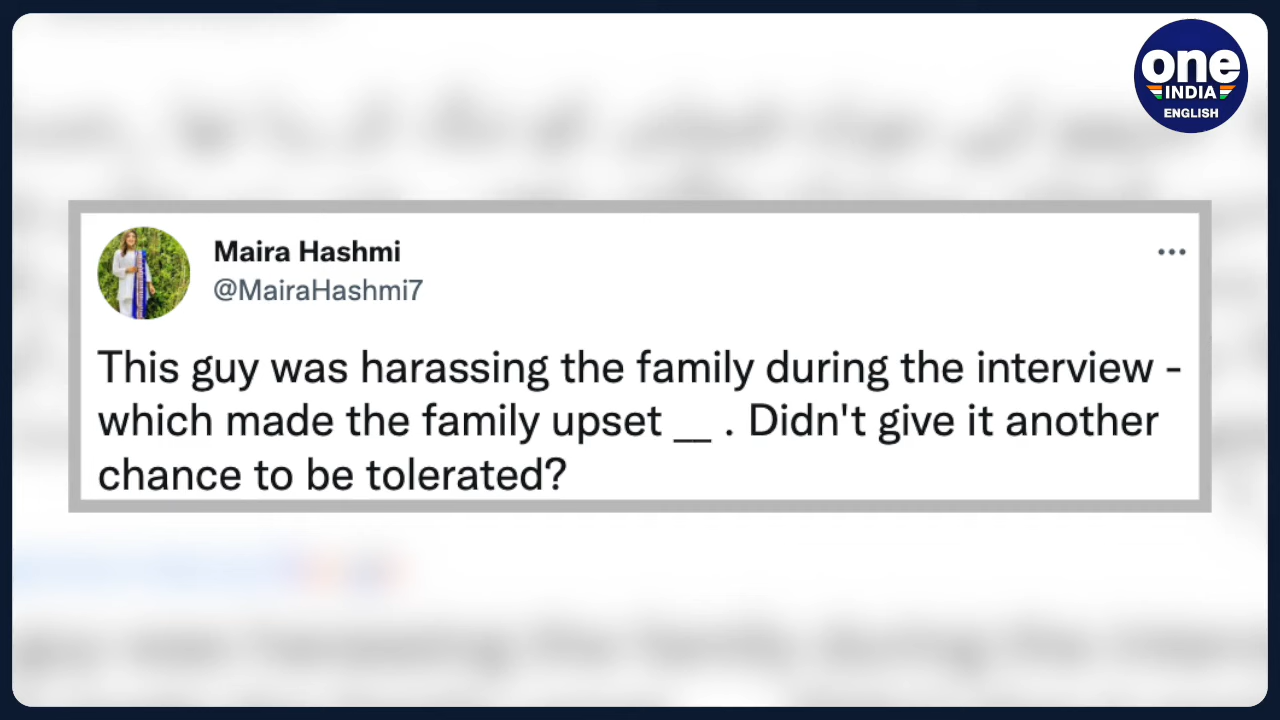 one
INDIA
ENGLISH
Maira Hashmi
@MairaHashmi7
This guy was harassing the family during the interview -
which made the family upset __ . Didn't give it another
chance to be tolerated?